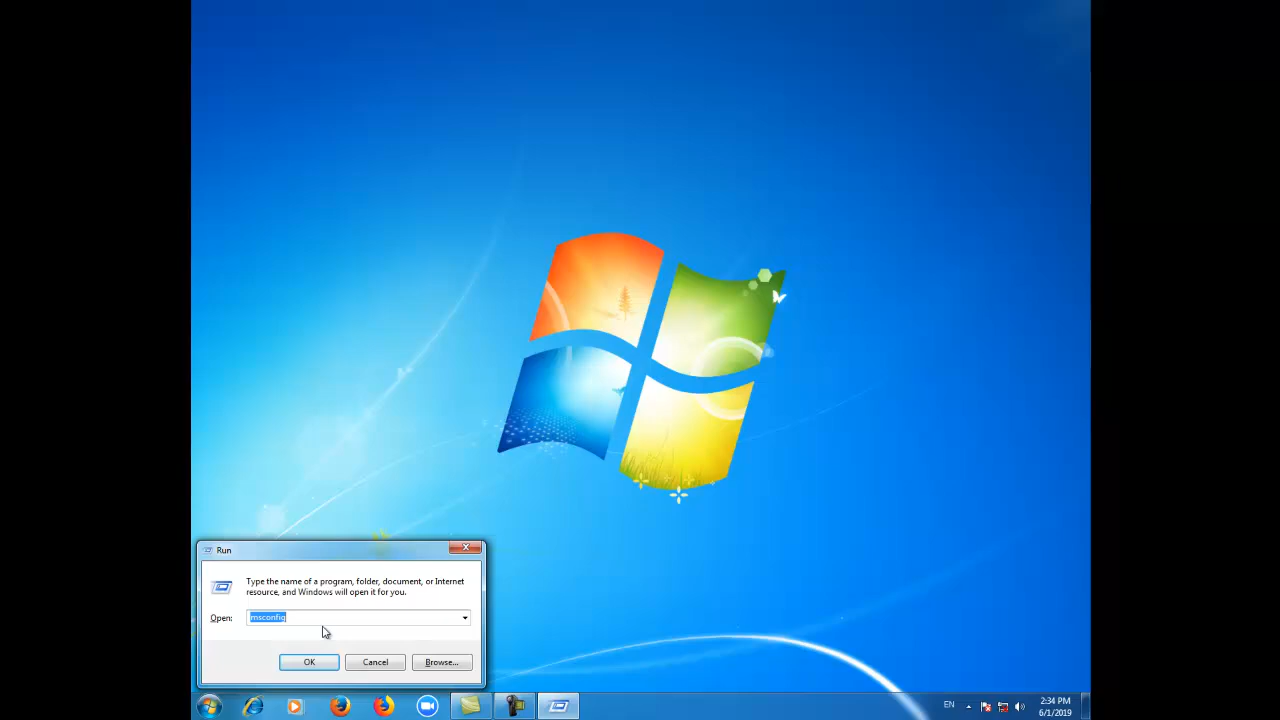 Run
Type the name of a program, folder, document, or Internet
resource, and Windows will open it for you.
Open: msconfig
OK Cancel Browse...
EN 2:34 PM
6/1/2019